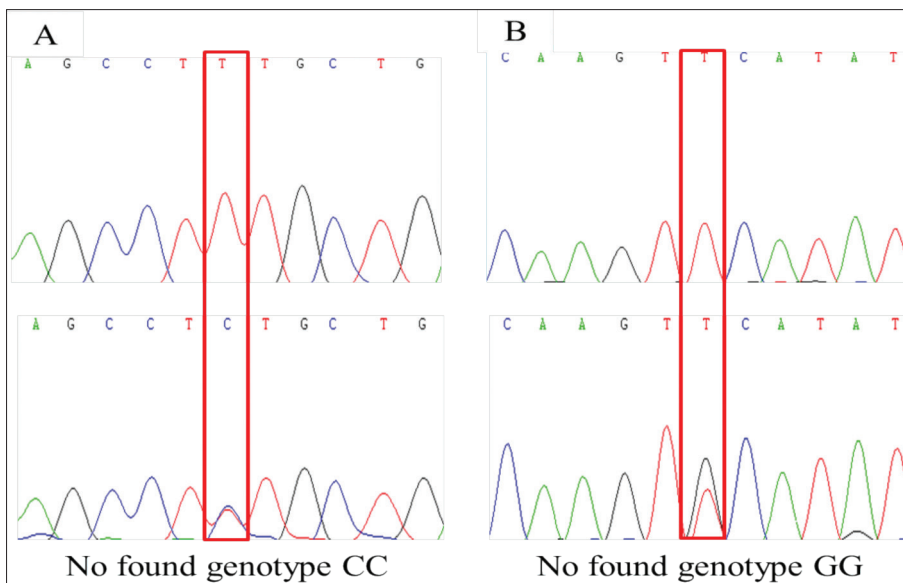 A
A G C C T T T G C T G
A G C C T C T G C T G
No found genotype CC
B
C A A G T T C A T A T
C A A G T T C A T A T
No found genotype GG